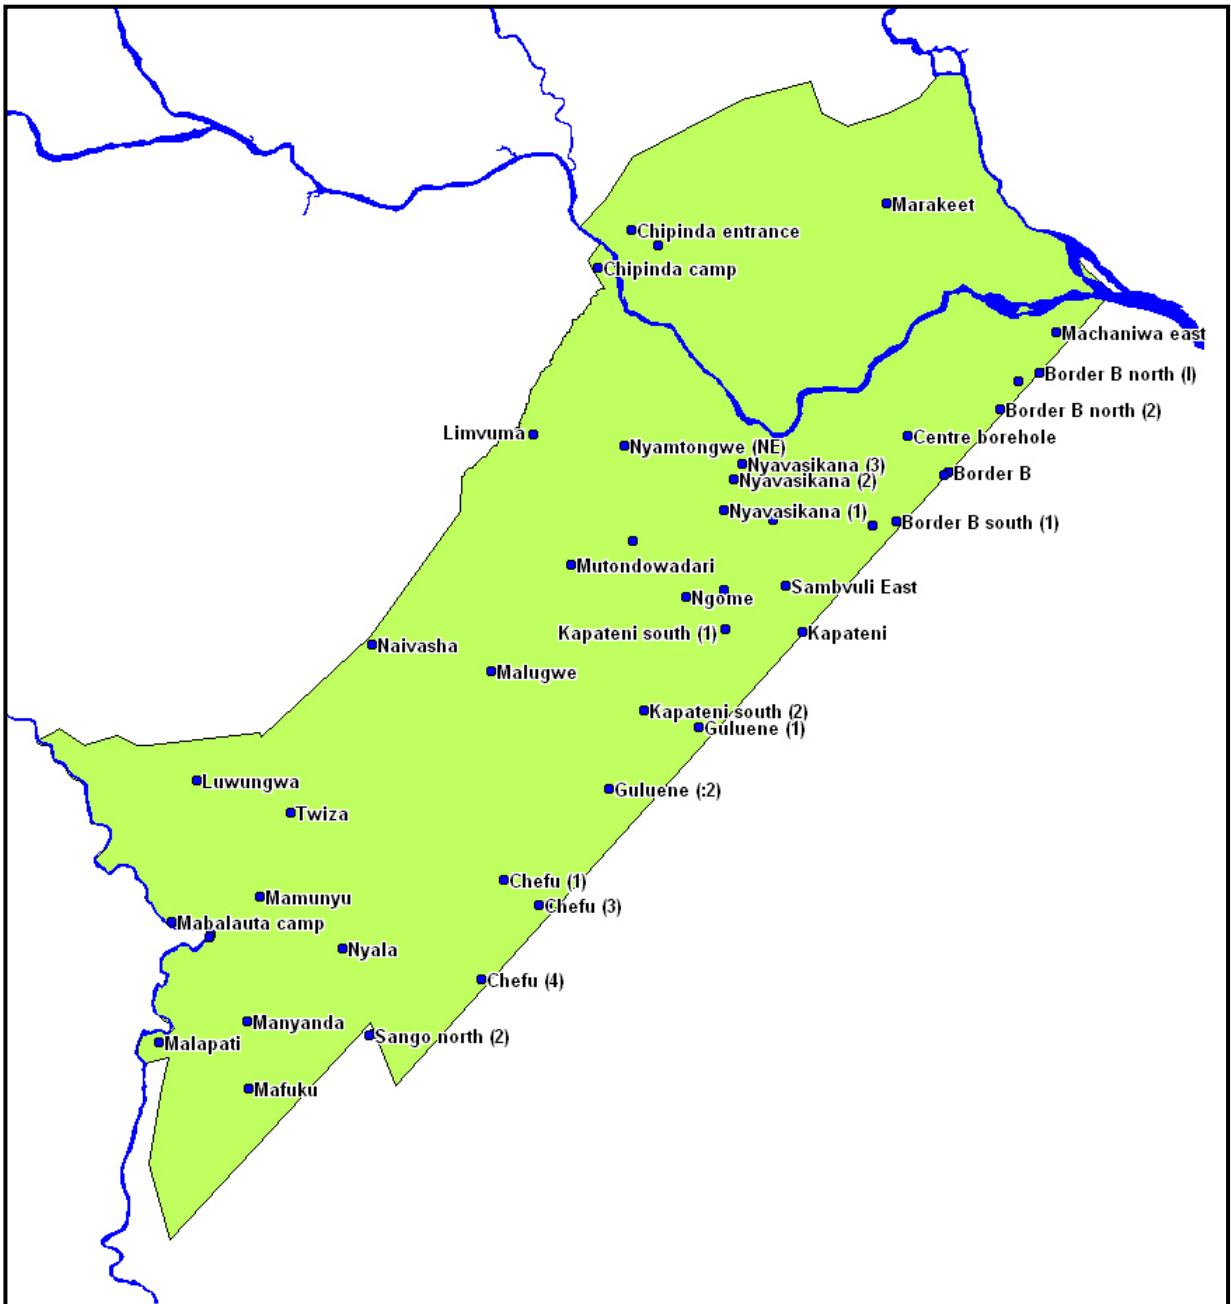 Marakeet
Chipinda entrance
Chipinda camp
Machaniwa east
Border B north (I)
Border B north (2)
Limvuma
Centre borehole
Nyamtongwe (NE)
Nyavasikana (3)
Border B
Nyavasikana (2)
Nyavasikana (1)
Border B south (1)
Mutondowadari
Sambvuli East
Ngome
Kapateni south (1)
Kapateni
Naivasha
Malugwe
Kapateni south (2)
Guluene (1)
Luwungwa
Guluene (:2)
Twiza
Chefu (1)
Mamunyu
Chefu (3)
Mabalauta camp
Nyala
Chefu (4)
Manyanda
Sango north (2)
Malapati
Mafuku